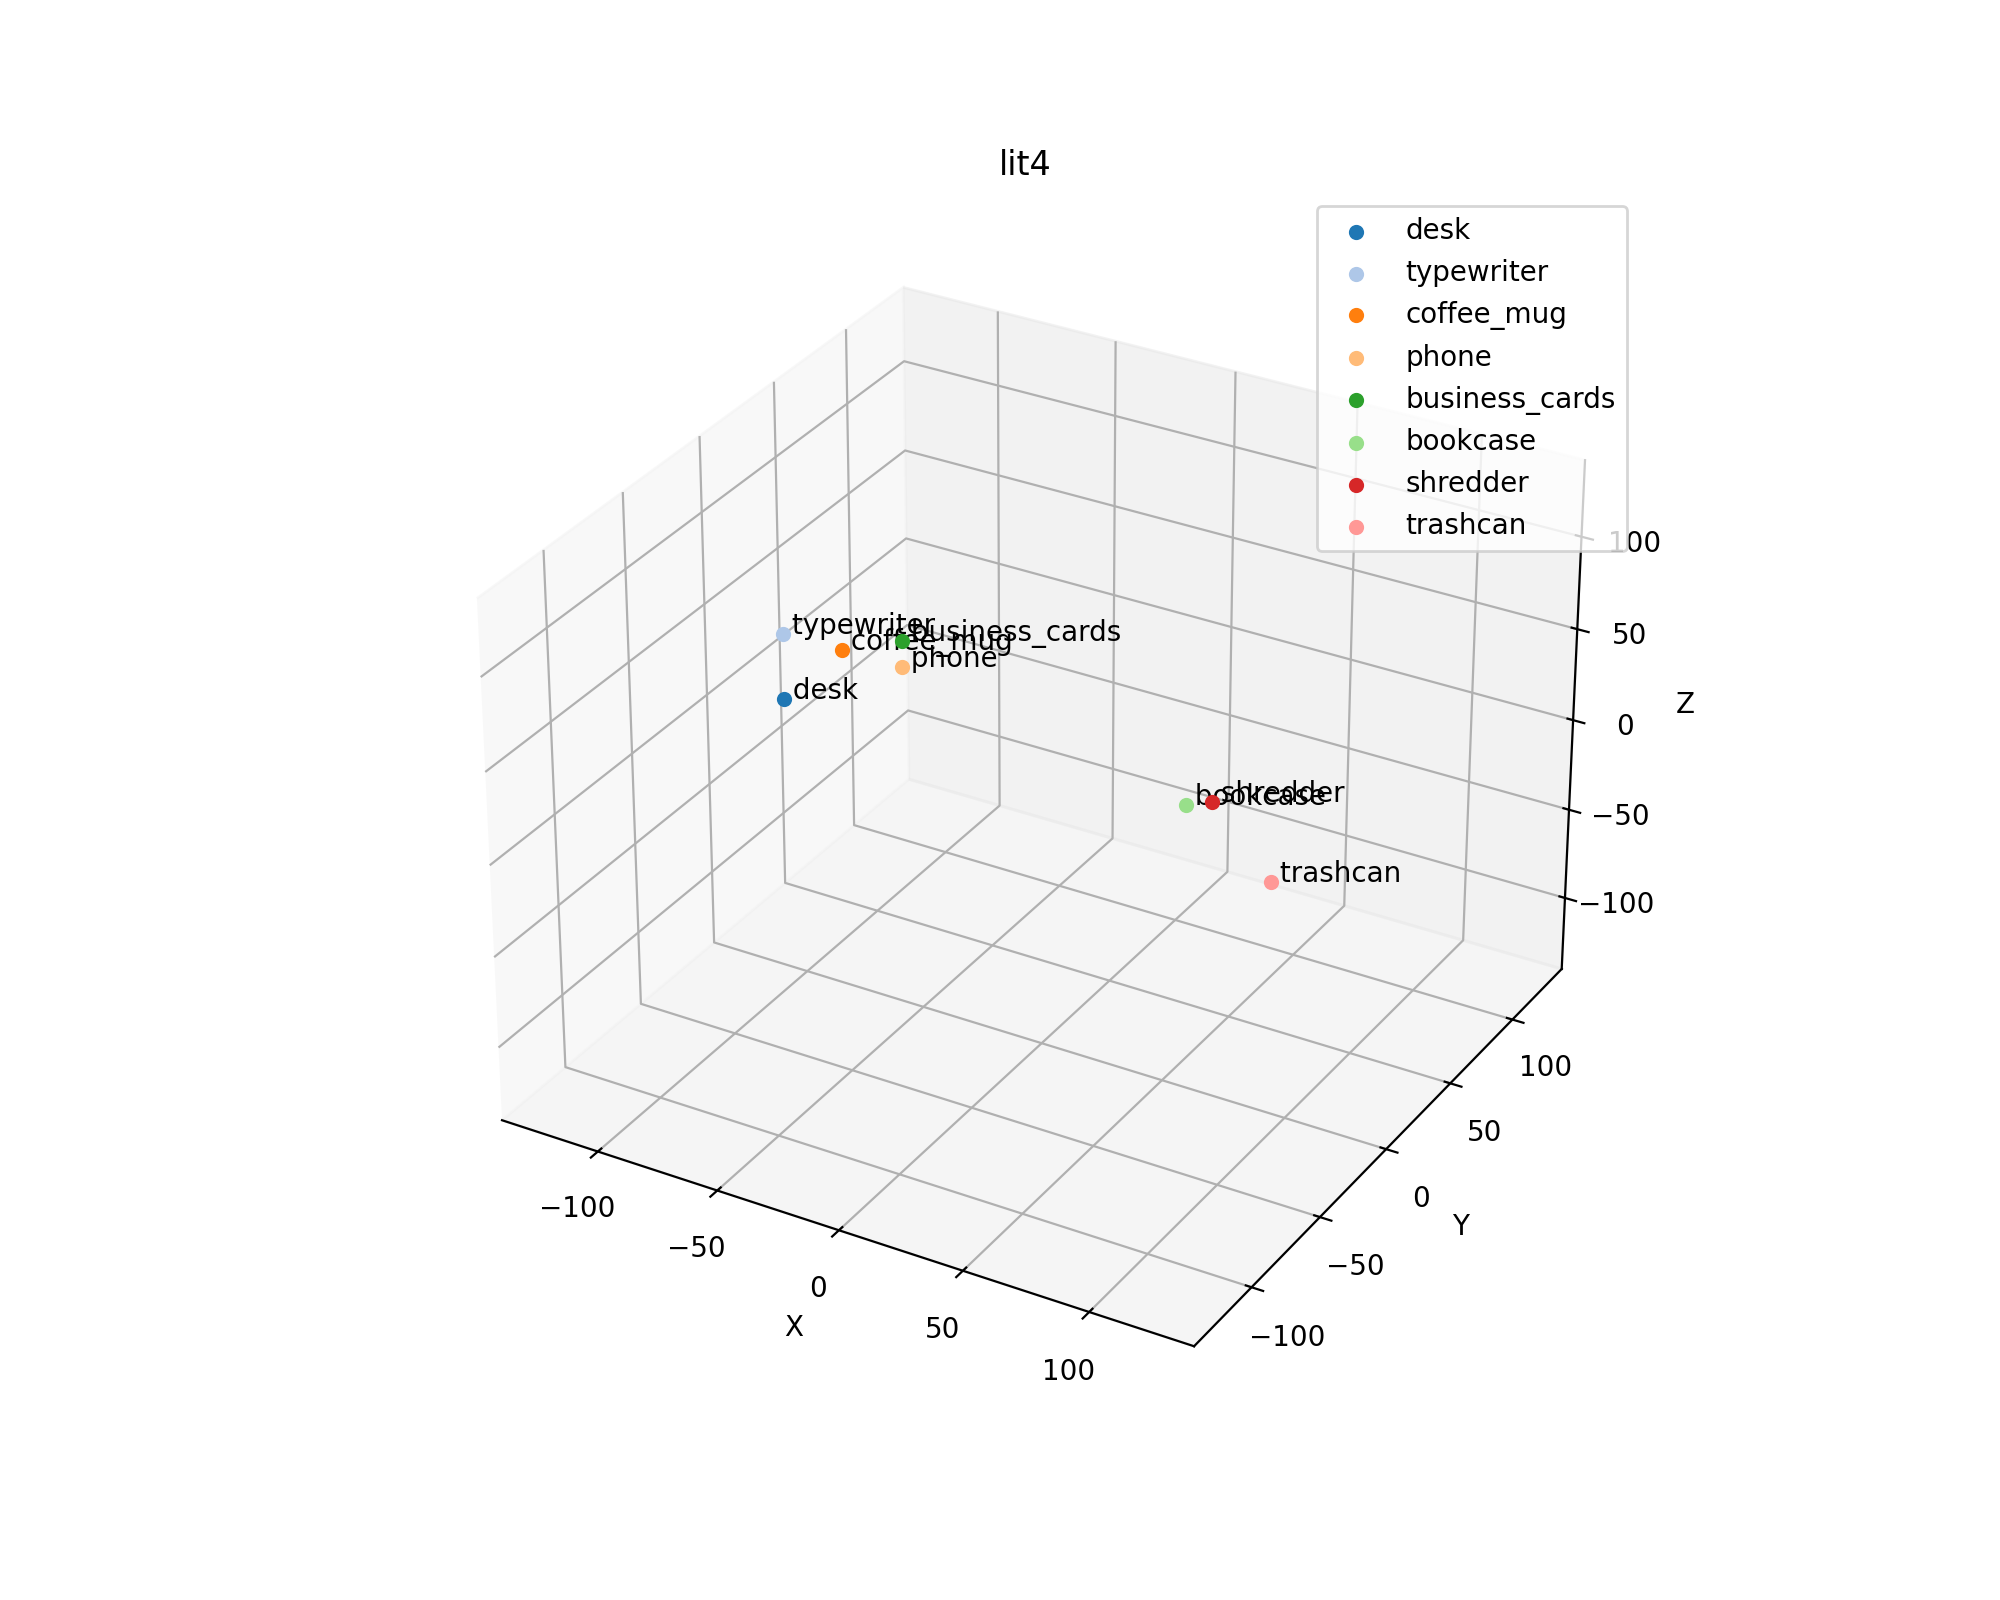 lit4
desk
typewriter
coffee_mug
phone
business_cards
bookcase
shredder
trashcan
100
50
0
−50
−100
Z
typewriter
business_cards
coffee_mug
phone
desk
shredder
bookcase
trashcan
100
50
0
−50
−100
Y
−100
−50
0
50
100
X